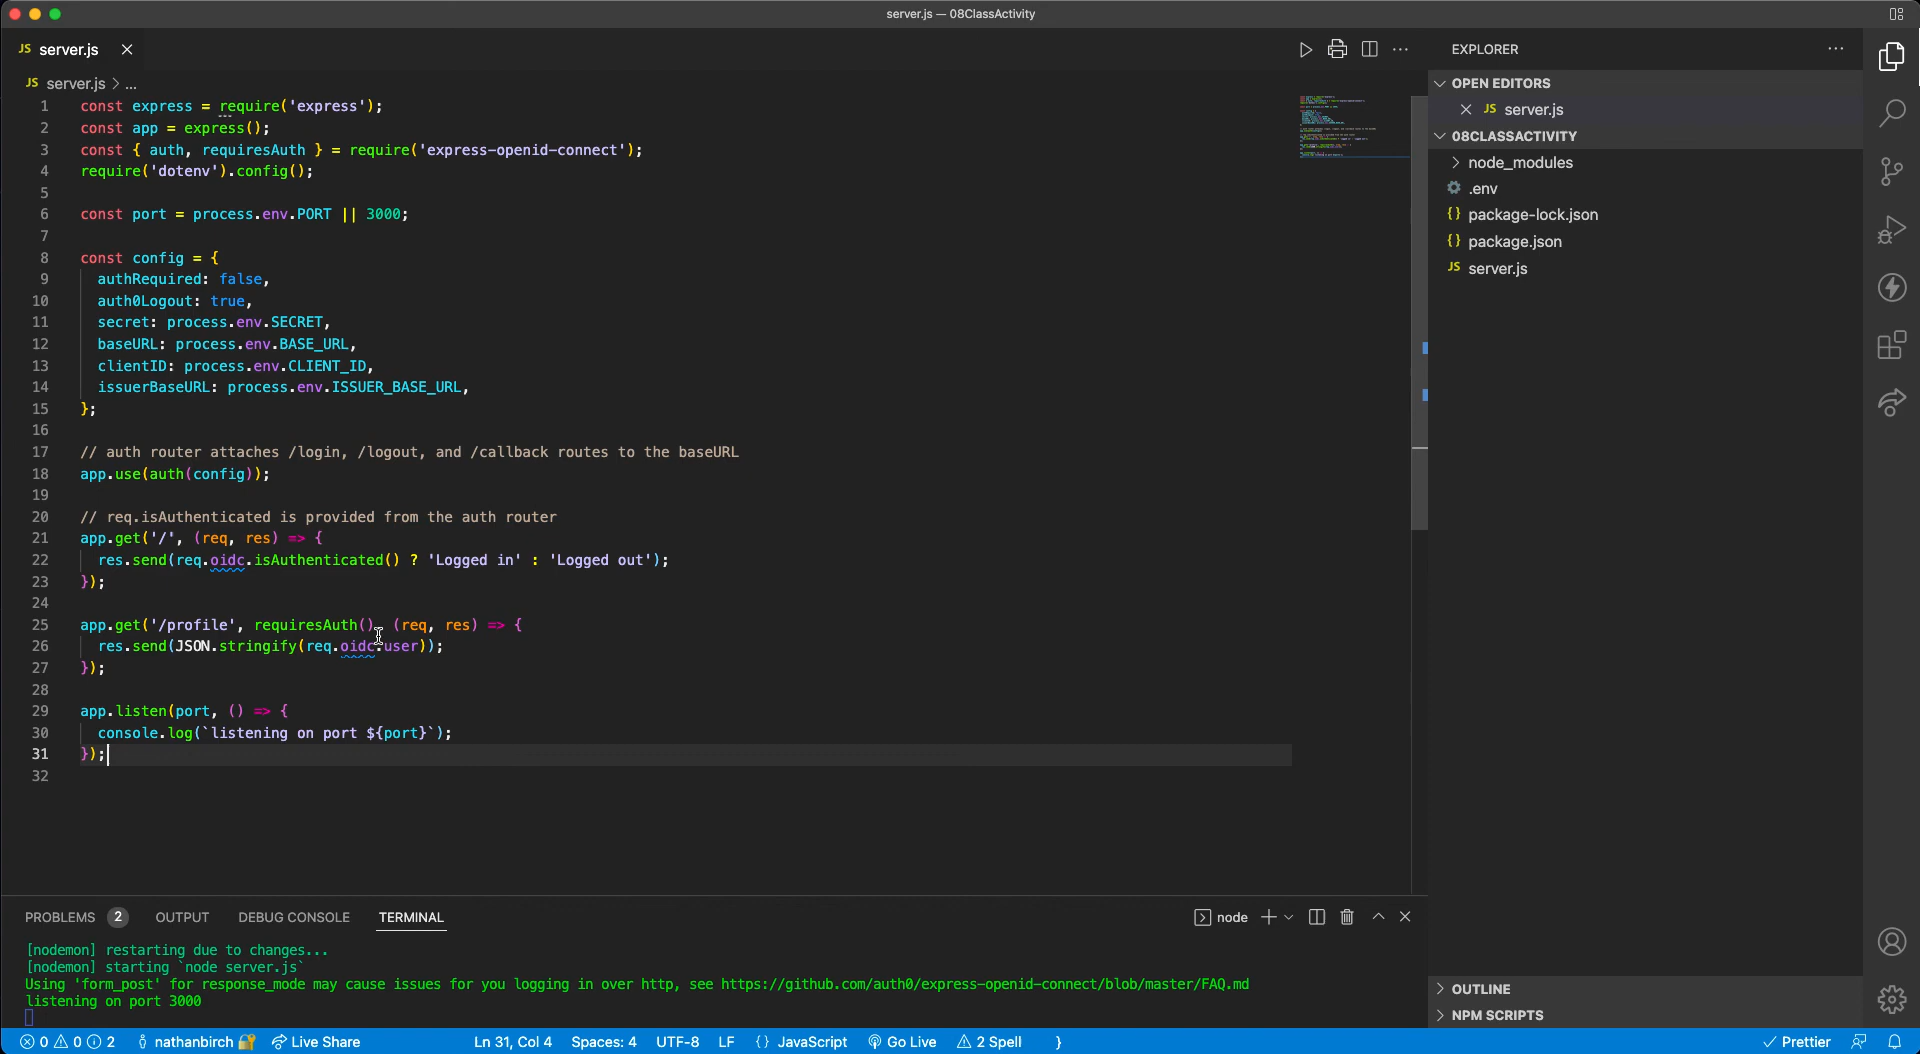 server.js — 08ClassActivity
JS server.js
EXPLORER
JS server.js > ...
OPEN EDITORS
JS server.js
08CLASSACTIVITY
node_modules
.env
{} package-lock.json
{} package.json
JS server.js
1 const express = require('express');
2 const app = express();
3 const { auth, requiresAuth } = require('express-openid-connect');
4 require('dotenv').config();
5
6 const port = process.env.PORT || 3000;
7
8 const config = {
9 authRequired: false,
10 auth0Logout: true,
11 secret: process.env.SECRET,
12 baseURL: process.env.BASE_URL,
13 clientID: process.env.CLIENT_ID,
14 issuerBaseURL: process.env.ISSUER_BASE_URL,
15 };
16
17 // auth router attaches /login, /logout, and /callback routes to the baseURL
18 app.use(auth(config));
19
20 // req.isAuthenticated is provided from the auth router
21 app.get('/', (req, res) => {
22 res.send(req.oidc.isAuthenticated() ? 'Logged in' : 'Logged out');
23 });
24
25 app.get('/profile', requiresAuth(), (req, res) => {
26 res.send(JSON.stringify(req.oidc.user));
27 });
28
29 app.listen(port, () => {
30 console.log(`listening on port ${port}`);
31 });
32
PROBLEMS 2 OUTPUT DEBUG CONSOLE TERMINAL
node
[nodemon] restarting due to changes...
[nodemon] starting `node server.js`
Using 'form_post' for response_mode may cause issues for you logging in over http, see https://github.com/auth0/express-openid-connect/blob/master/FAQ.md
listening on port 3000
OUTLINE
NPM SCRIPTS
0 0 2 nathanbirch Live Share Ln 31, Col 4 Spaces: 4 UTF-8 LF {} JavaScript Go Live 2 Spell } Prettier